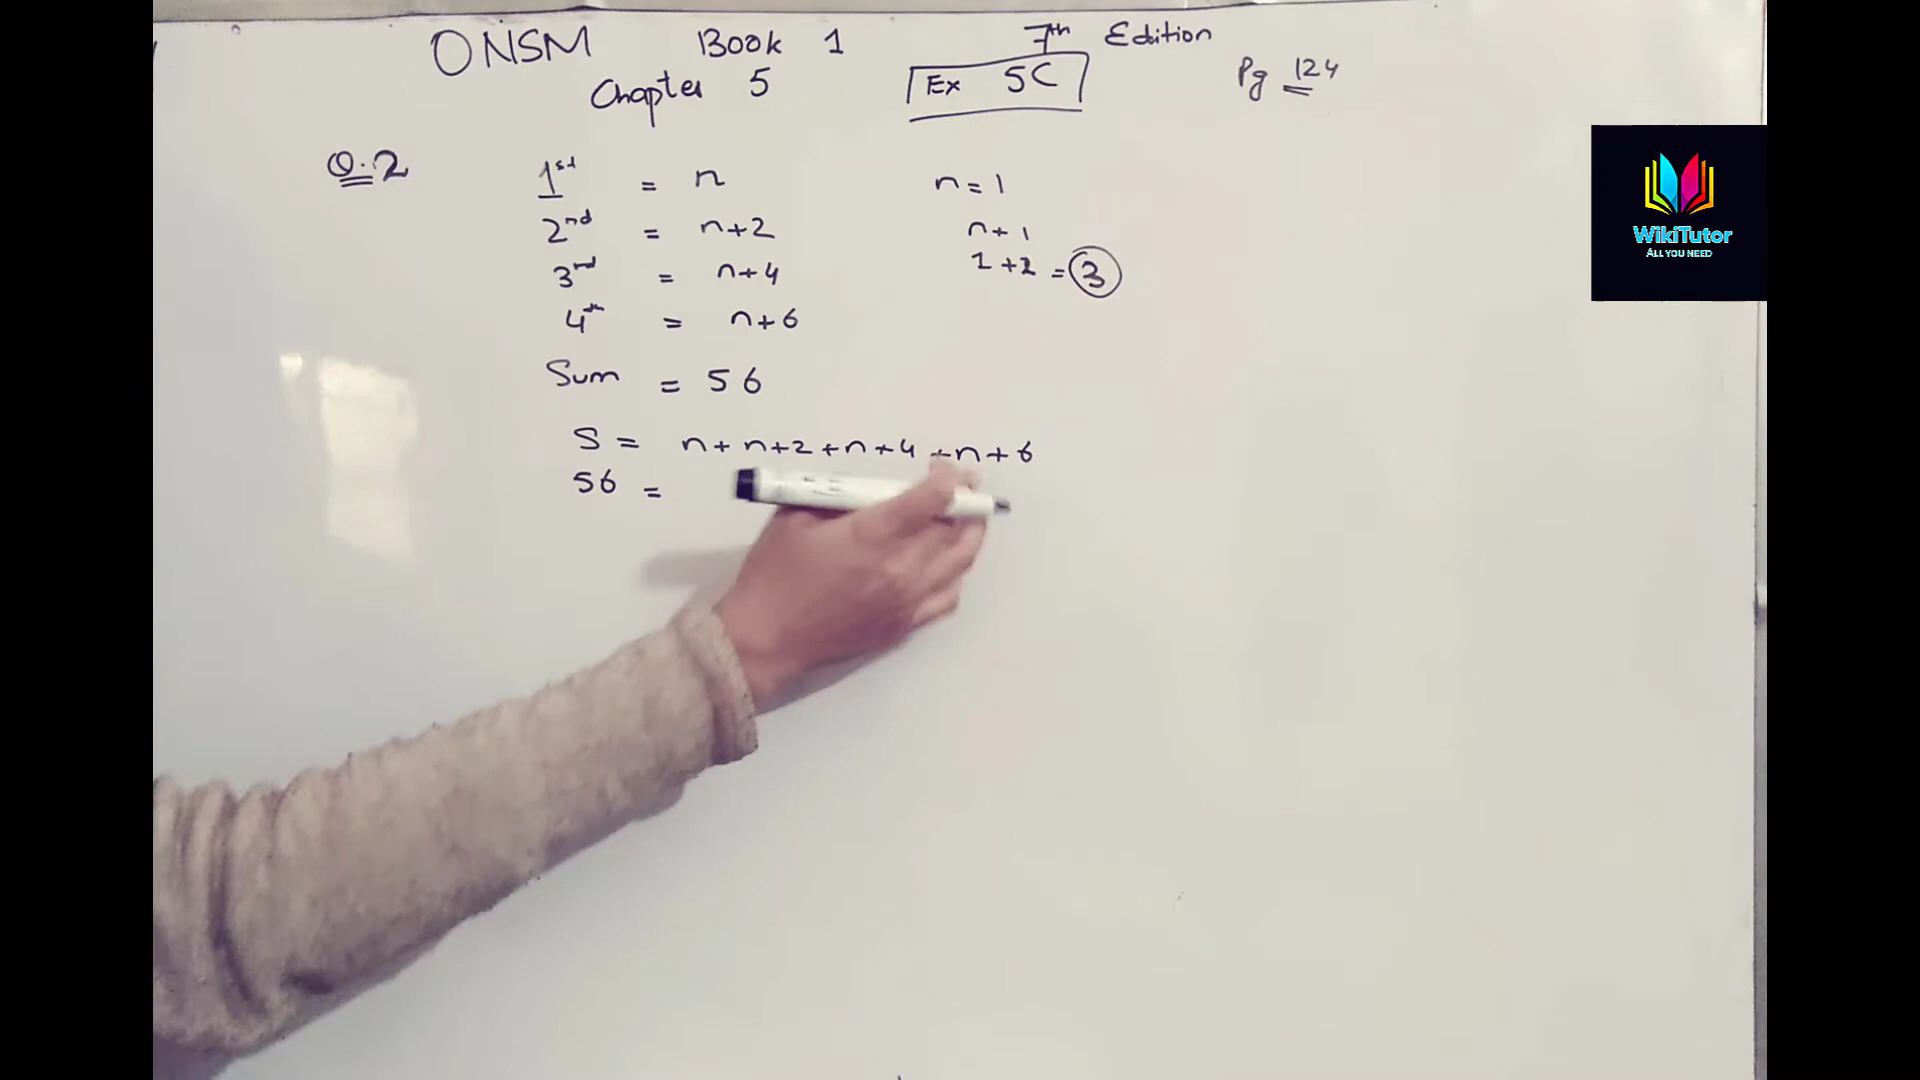 ONSM Book 1 7th Edition
Chapter 5 Ex 5C Pg 124
Q.2 1st = n n = 1
2nd = n+2 n+1
3rd = n+4 1+2 = 3
4th = n+6
Sum = 56
S = n+n+2+n+4+n+6
56 =
WikiTutor
ALL YOU NEED